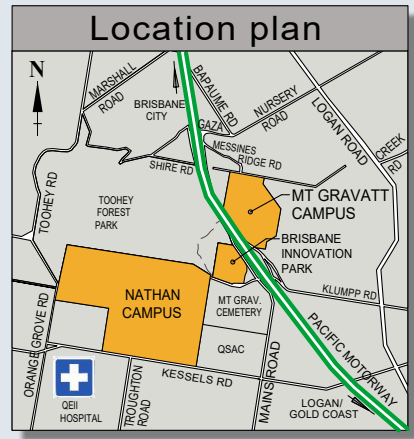 Location plan
N
MARSHALL
ROAD
BRISBANE
CITY
BAPAUME RD
GAZA
NURSERY
ROAD
LOGAN ROAD
MESSINES
RIDGE RD
CREEK
RD
SHIRE RD
TOOHEY RD
TOOHEY
FOREST
PARK
MT GRAVATT
CAMPUS
BRISBANE
INNOVATION
PARK
NATHAN
CAMPUS
MT GRAV.
CEMETERY
KLUMPP RD
ORANGE GROVE RD
QSAC
PACIFIC MOTORWAY
KESSELS RD
MAINS ROAD
QEII
HOSPITAL
TROUGHTON
ROAD
LOGAN/
GOLD COAST